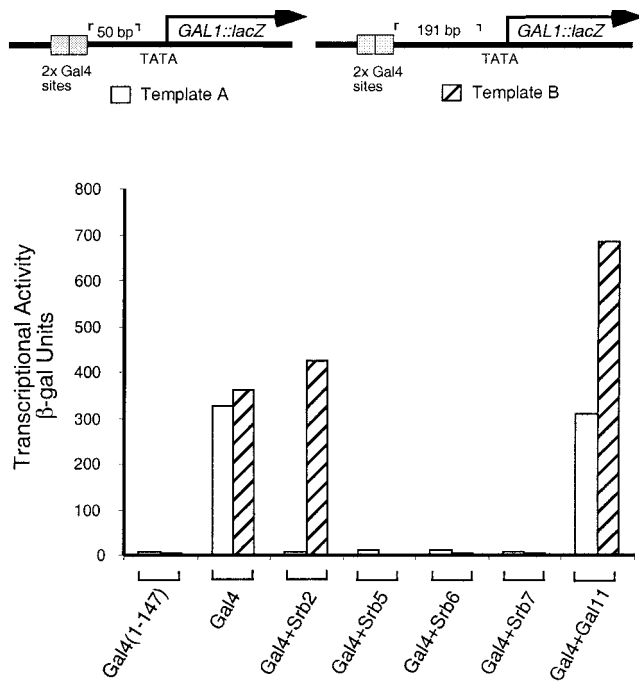 50 bp
GAL1::lacZ
TATA
2x Gal4
sites
Template A
191 bp
GAL1::lacZ
TATA
2x Gal4
sites
Template B
Transcriptional Activity
β-gal Units
800
700
600
500
400
300
200
100
0
Gal4(1-147)
Gal4
Gal4+Srb2
Gal4+Srb5
Gal4+Srb6
Gal4+Srb7
Gal4+Gal11